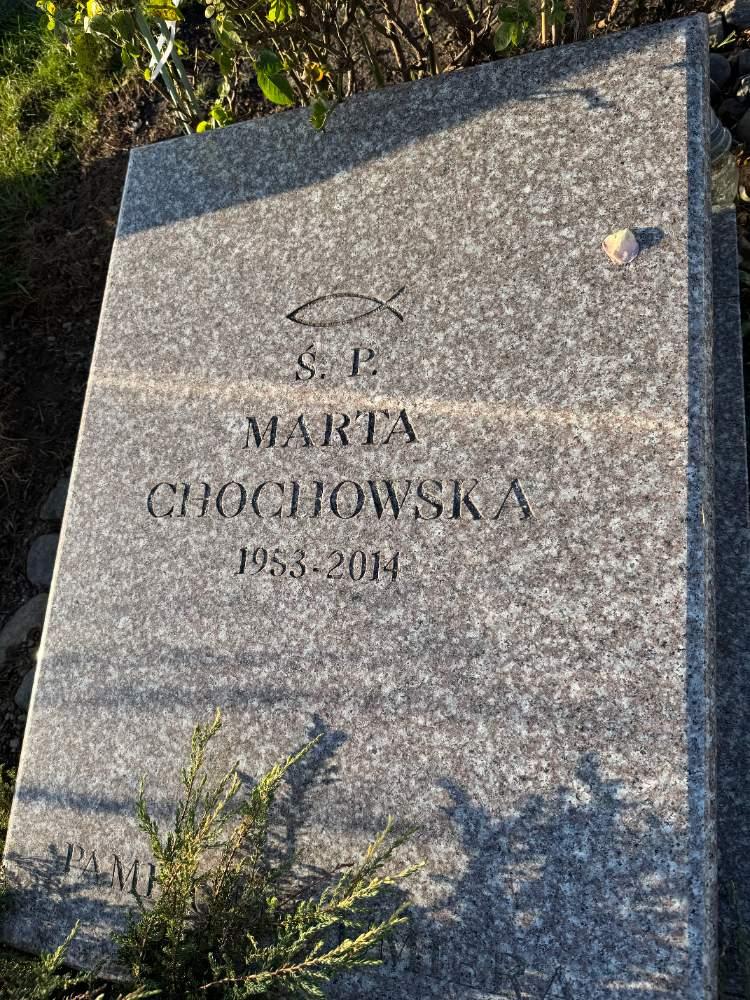 Ś. P.
MARTA
CHOCHOWSKA
1953-2014